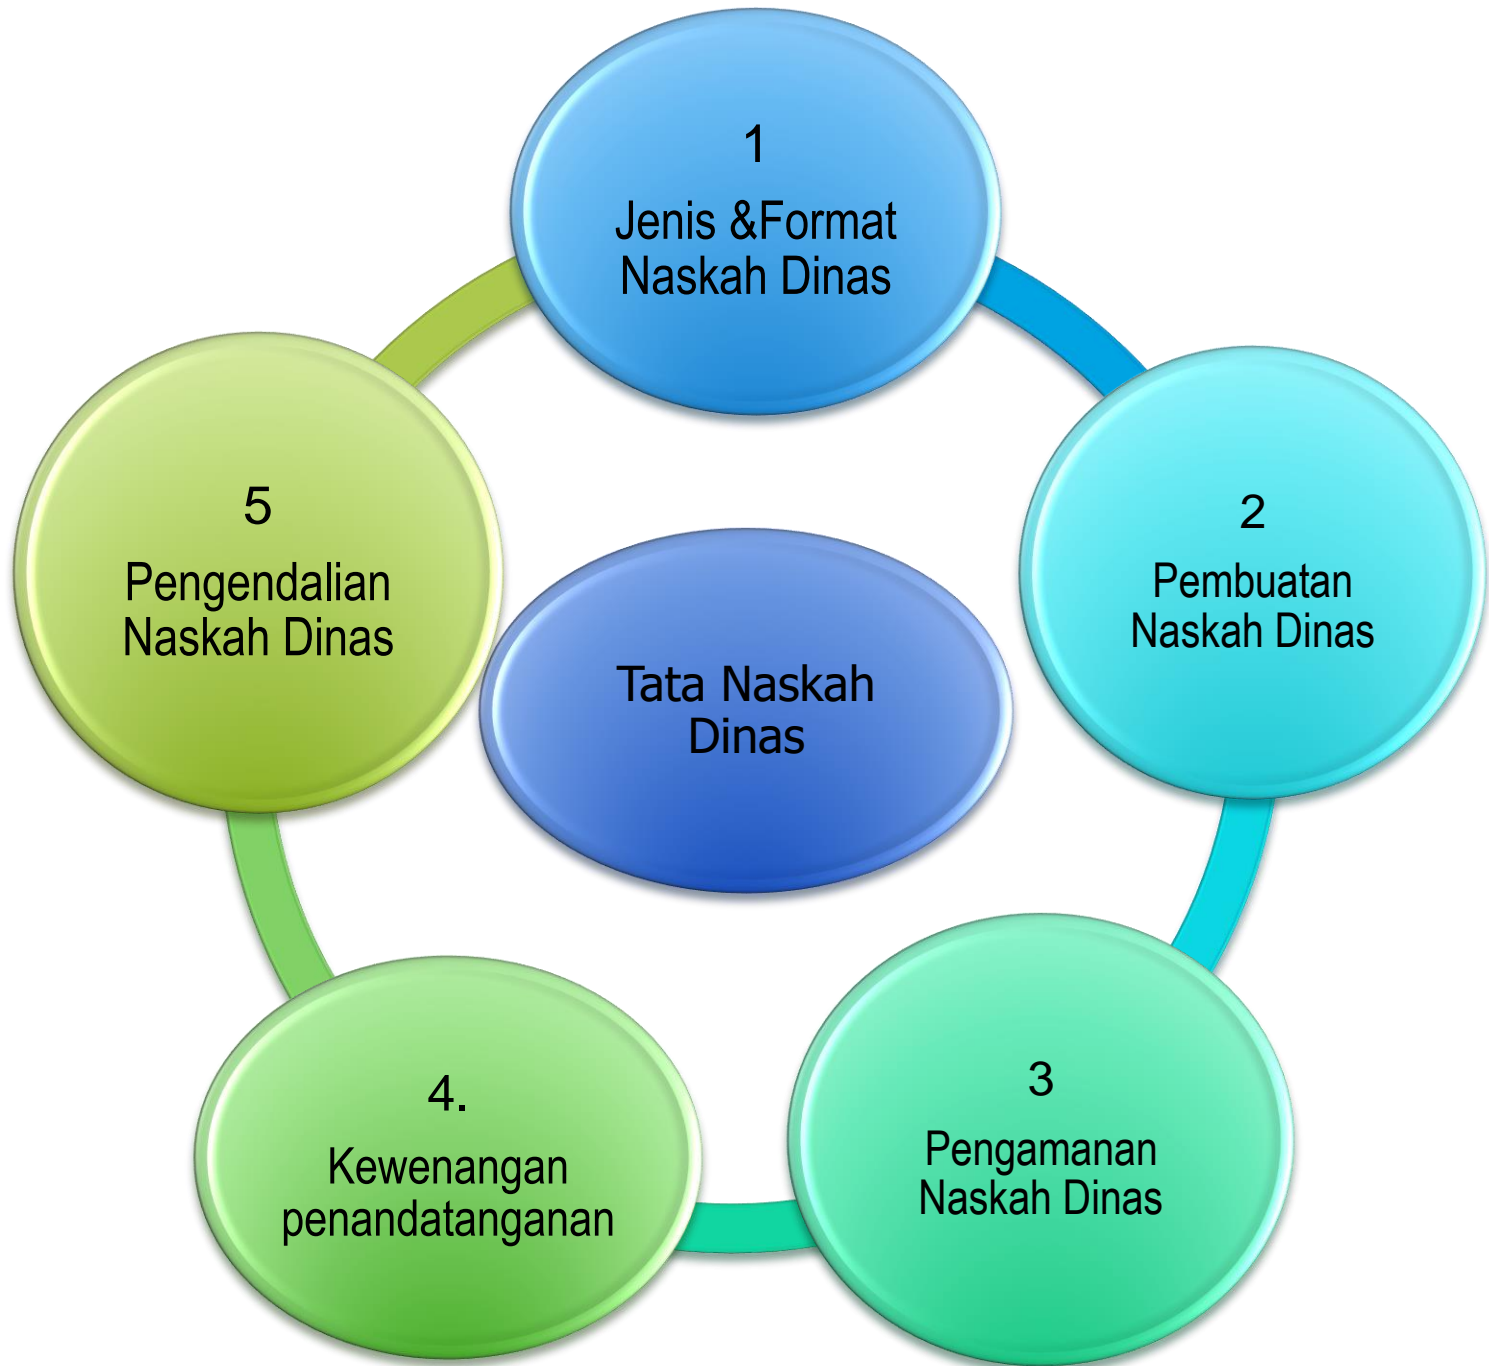 1
Jenis &Format
Naskah Dinas
2
Pembuatan
Naskah Dinas
3
Pengamanan
Naskah Dinas
4.
Kewenangan
penandatanganan
5
Pengendalian
Naskah Dinas
Tata Naskah
Dinas